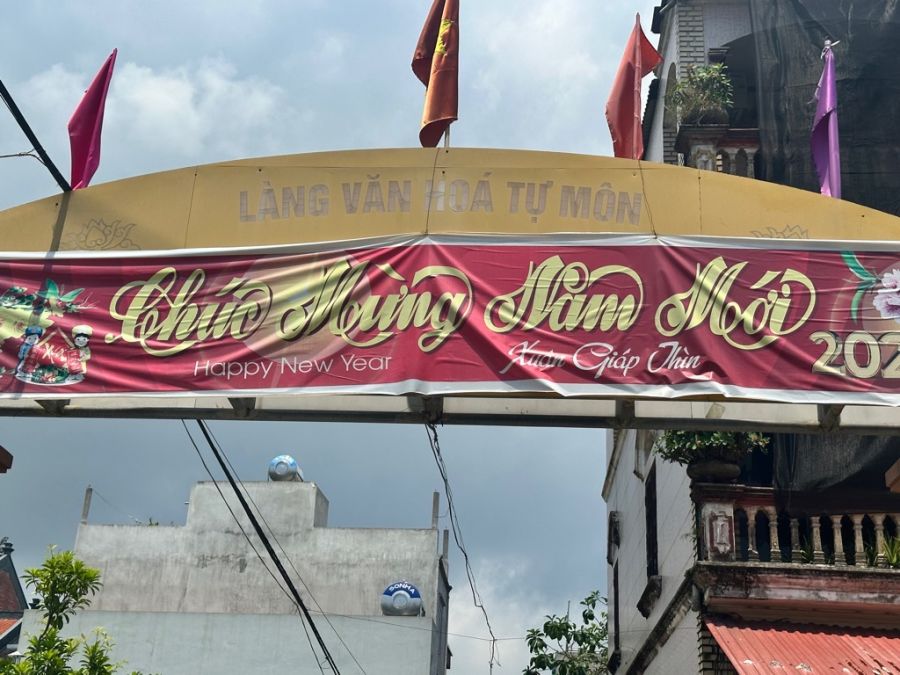 LÀNG VĂN HOÁ TỰ MÔN
Chúc Mừng Năm Mới
Happy New Year
Xuân Giáp Thìn
202
SONHA